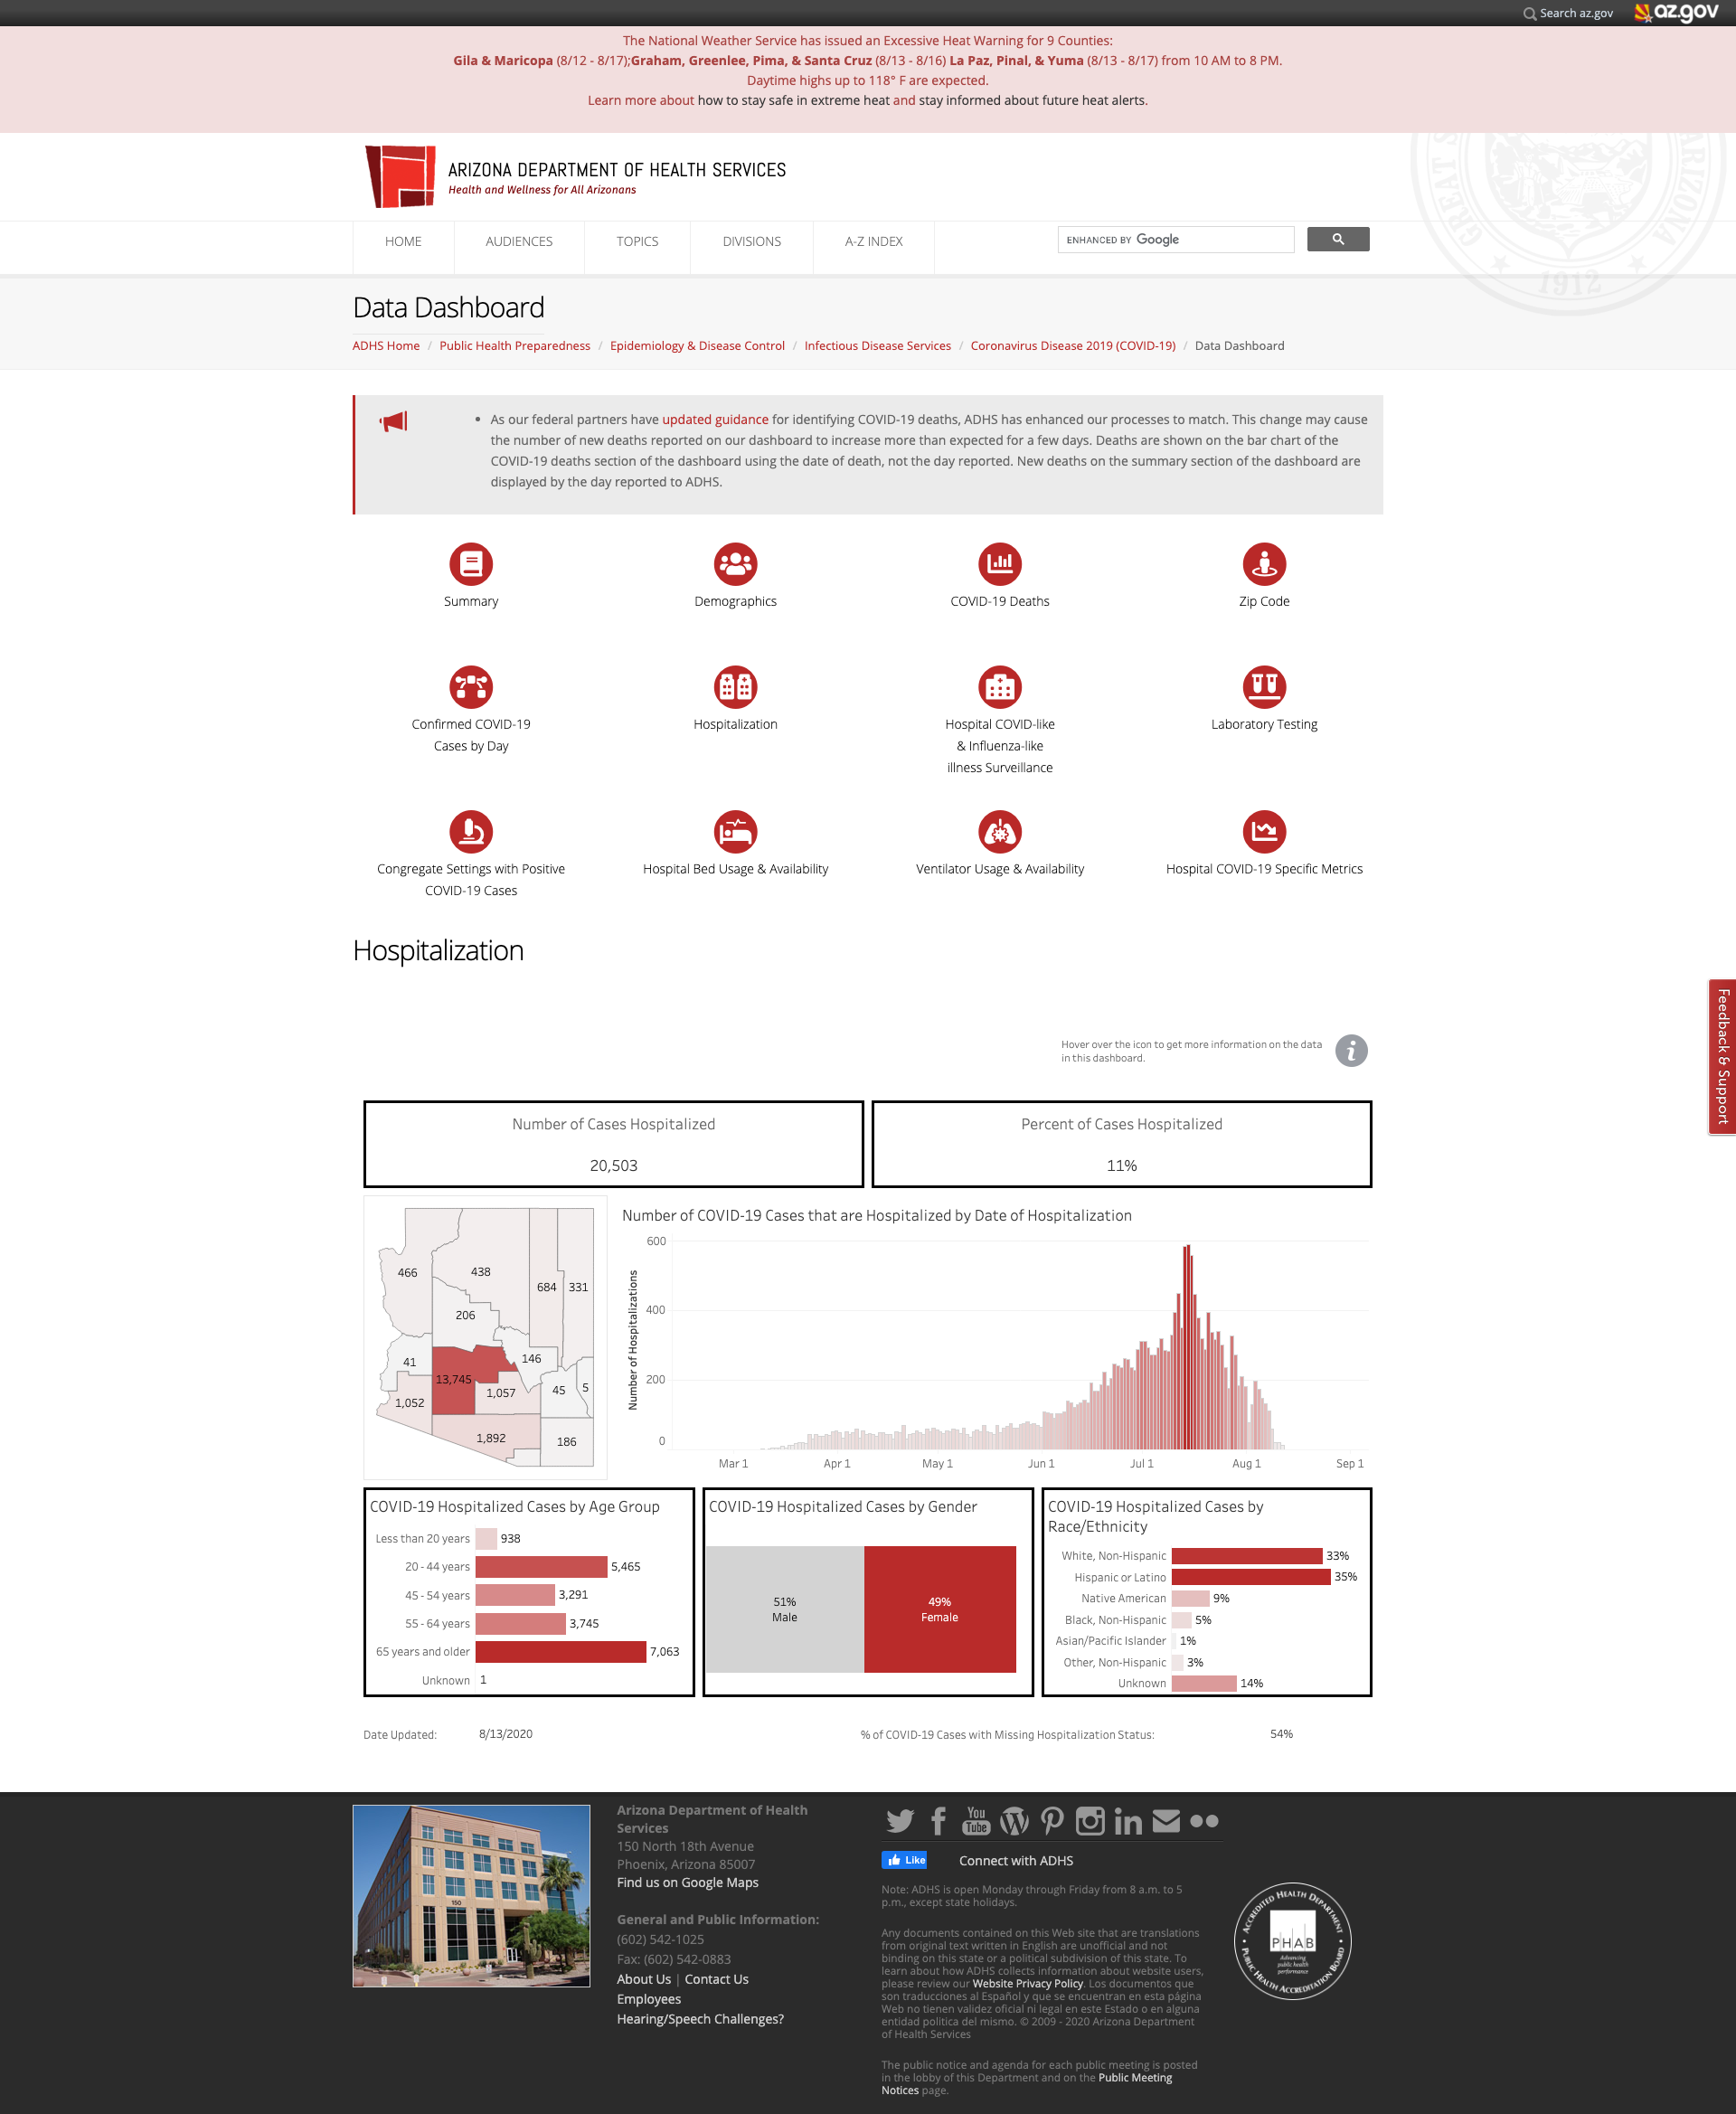 Search az.gov
az.gov
The National Weather Service has issued an Excessive Heat Warning for 9 Counties:
Gila & Maricopa (8/12 - 8/17);Graham, Greenlee, Pima, & Santa Cruz (8/13 - 8/16) La Paz, Pinal, & Yuma (8/13 - 8/17) from 10 AM to 8 PM.
Daytime highs up to 118° F are expected.
Learn more about how to stay safe in extreme heat and stay informed about future heat alerts.
ARIZONA DEPARTMENT OF HEALTH SERVICES
Health and Wellness for All Arizonans
GREAT S
ARIZONA
1912
HOME
AUDIENCES
TOPICS
DIVISIONS
A-Z INDEX
ENHANCED BY Google
Data Dashboard
ADHS Home / Public Health Preparedness / Epidemiology & Disease Control / Infectious Disease Services / Coronavirus Disease 2019 (COVID-19) / Data Dashboard
• As our federal partners have updated guidance for identifying COVID-19 deaths, ADHS has enhanced our processes to match. This change may cause
the number of new deaths reported on our dashboard to increase more than expected for a few days. Deaths are shown on the bar chart of the
COVID-19 deaths section of the dashboard using the date of death, not the day reported. New deaths on the summary section of the dashboard are
displayed by the day reported to ADHS.
Summary
Demographics
COVID-19 Deaths
Zip Code
Confirmed COVID-19
Cases by Day
Hospitalization
Hospital COVID-like
& Influenza-like
illness Surveillance
Laboratory Testing
Congregate Settings with Positive
COVID-19 Cases
Hospital Bed Usage & Availability
Ventilator Usage & Availability
Hospital COVID-19 Specific Metrics
Hospitalization
Feedback & Support
Hover over the icon to get more information on the data
in this dashboard.
Number of Cases Hospitalized
20,503
Percent of Cases Hospitalized
11%
466
438
684
331
206
41
146
13,745
1,057
45
5
1,052
1,892
186
Number of COVID-19 Cases that are Hospitalized by Date of Hospitalization
Number of Hospitalizations
600
400
200
0
Mar 1
Apr 1
May 1
Jun 1
Jul 1
Aug 1
Sep 1
COVID-19 Hospitalized Cases by Age Group
Less than 20 years 938
20 - 44 years 5,465
45 - 54 years 3,291
55 - 64 years 3,745
65 years and older 7,063
Unknown 1
COVID-19 Hospitalized Cases by Gender
51%
Male
49%
Female
COVID-19 Hospitalized Cases by
Race/Ethnicity
White, Non-Hispanic 33%
Hispanic or Latino 35%
Native American 9%
Black, Non-Hispanic 5%
Asian/Pacific Islander 1%
Other, Non-Hispanic 3%
Unknown 14%
Date Updated: 8/13/2020
% of COVID-19 Cases with Missing Hospitalization Status: 54%
150
Arizona Department of Health
Services
150 North 18th Avenue
Phoenix, Arizona 85007
Find us on Google Maps
General and Public Information:
(602) 542-1025
Fax: (602) 542-0883
About Us | Contact Us
Employees
Hearing/Speech Challenges?
You
Tube
Like
Connect with ADHS
Note: ADHS is open Monday through Friday from 8 a.m. to 5
p.m., except state holidays.
Any documents contained on this Web site that are translations
from original text written in English are unofficial and not
binding on this state or a political subdivision of this state. To
learn about how ADHS collects information about website users,
please review our Website Privacy Policy. Los documentos que
son traducciones al Español y que se encuentran en esta página
Web no tienen validez oficial ni legal en este Estado o en alguna
entidad politica del mismo. © 2009 - 2020 Arizona Department
of Health Services
The public notice and agenda for each public meeting is posted
in the lobby of this Department and on the Public Meeting
Notices page.
ACCREDITED HEALTH DEPARTMENT
PHAB
Advancing
public health
performance
PUBLIC HEALTH ACCREDITATION BOARD